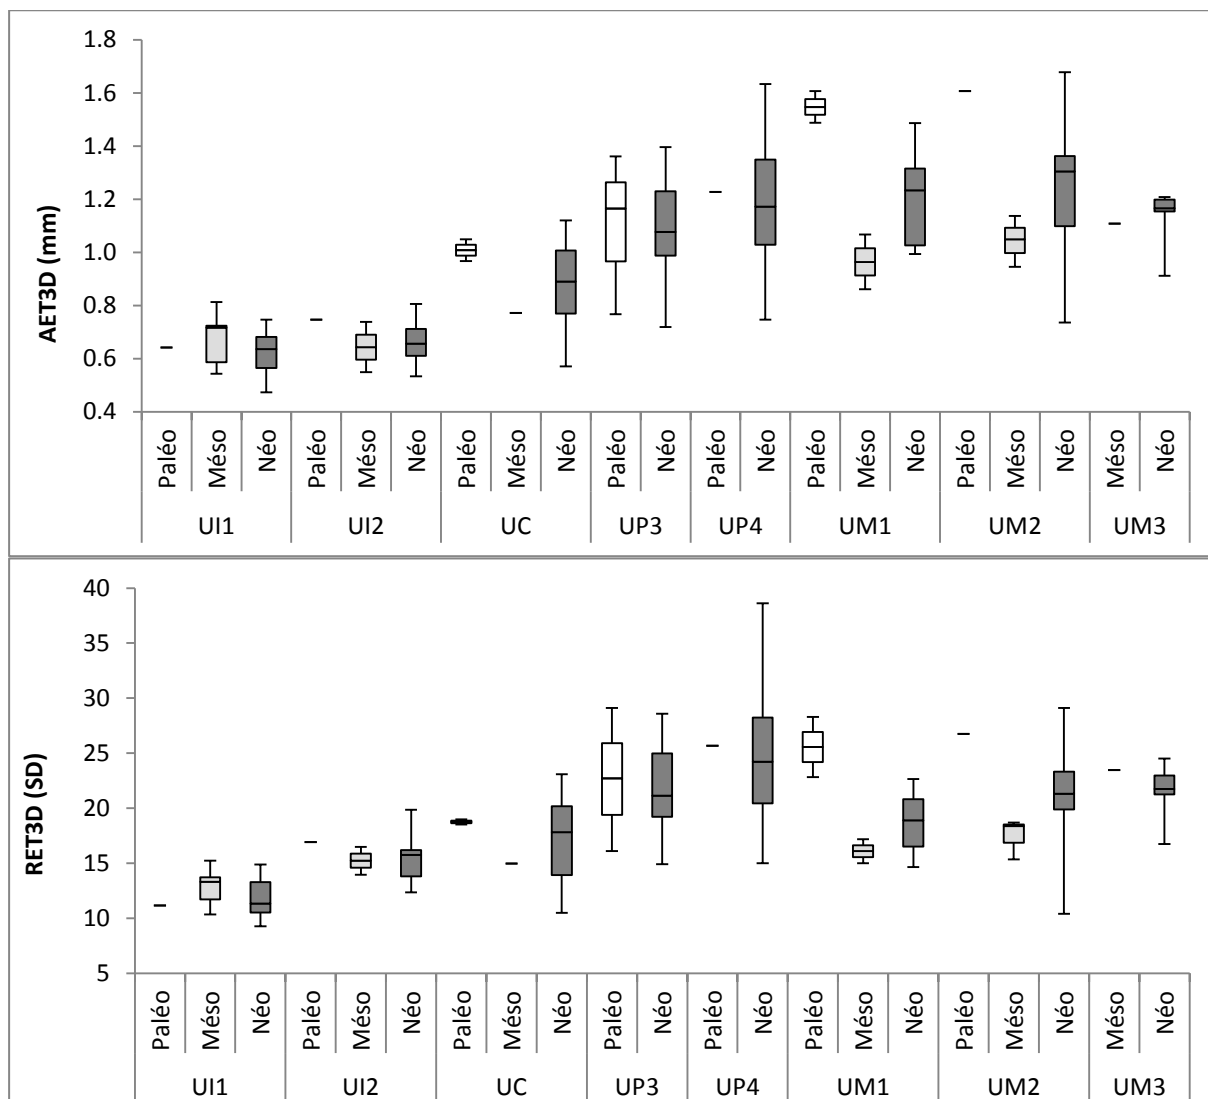 AET3D (mm)
1.8
1.6
1.4
1.2
1.0
0.8
0.6
0.4
Paléo Méso Néo Paléo Méso Néo Paléo Méso Néo Paléo Néo Paléo Néo Paléo Méso Néo Paléo Méso Néo Méso Néo
UI1 UI2 UC UP3 UP4 UM1 UM2 UM3
RET3D (SD)
40
35
30
25
20
15
10
5
Paléo Méso Néo Paléo Méso Néo Paléo Méso Néo Paléo Néo Paléo Néo Paléo Méso Néo Paléo Méso Néo Méso Néo
UI1 UI2 UC UP3 UP4 UM1 UM2 UM3